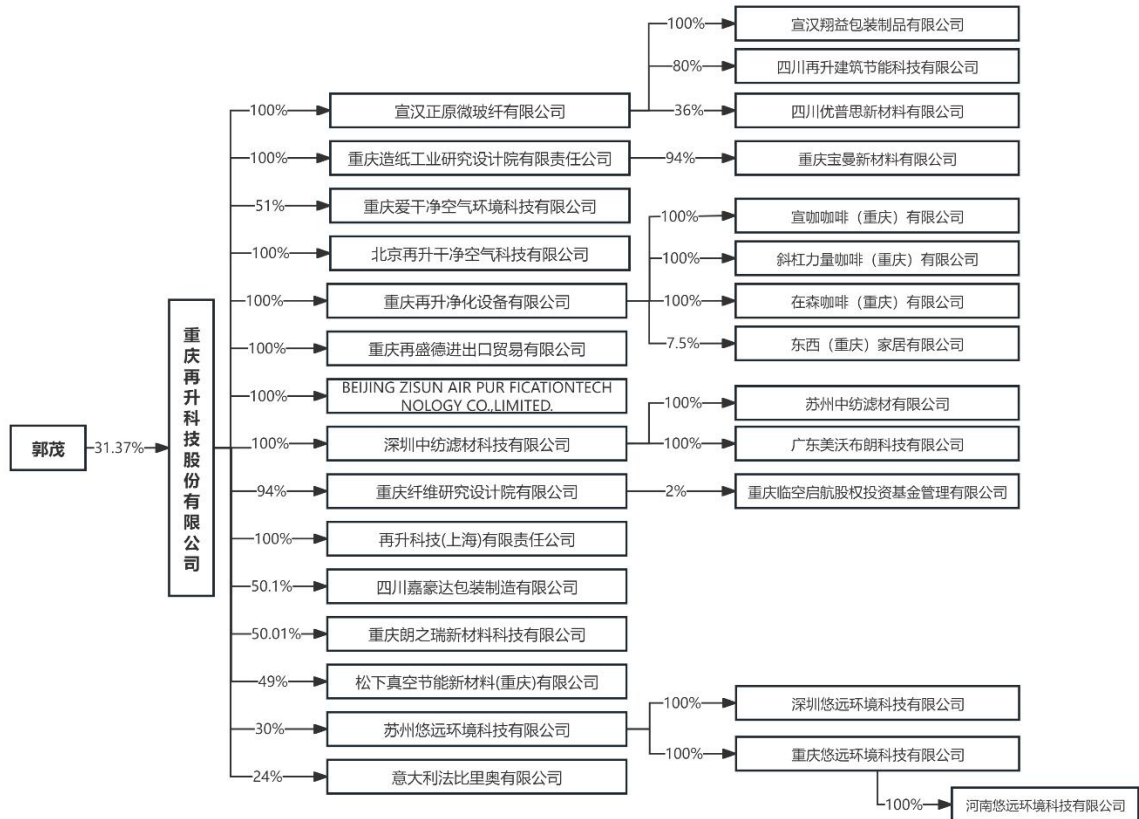 100%
宣汉翔益包装制品有限公司
80%
四川再升建筑节能科技有限公司
100%
宣汉正原微玻纤有限公司
36%
四川优普思新材料有限公司
100%
重庆造纸工业研究设计院有限责任公司
94%
重庆宝曼新材料有限公司
51%
重庆爱干净空气环境科技有限公司
100%
宣咖咖啡（重庆）有限公司
100%
北京再升干净空气科技有限公司
100%
斜杠力量咖啡（重庆）有限公司
100%
重庆再升净化设备有限公司
100%
在森咖啡（重庆）有限公司
100%
重庆再盛德进出口贸易有限公司
7.5%
东西（重庆）家居有限公司
100%
BEIJING ZISUN AIR PUR FICATIONTECH
NOLOGY CO.,LIMITED.
100%
苏州中纺滤材有限公司
郭茂
31.37%
重庆再升科技股份有限公司
100%
深圳中纺滤材科技有限公司
100%
广东美沃布朗科技有限公司
94%
重庆纤维研究设计院有限公司
2%
重庆临空启航股权投资基金管理有限公司
100%
再升科技(上海)有限责任公司
50.1%
四川嘉豪达包装制造有限公司
50.01%
重庆朗之瑞新材料科技有限公司
49%
松下真空节能新材料(重庆)有限公司
100%
深圳悠远环境科技有限公司
30%
苏州悠远环境科技有限公司
100%
重庆悠远环境科技有限公司
24%
意大利法比里奥有限公司
100%
河南悠远环境科技有限公司